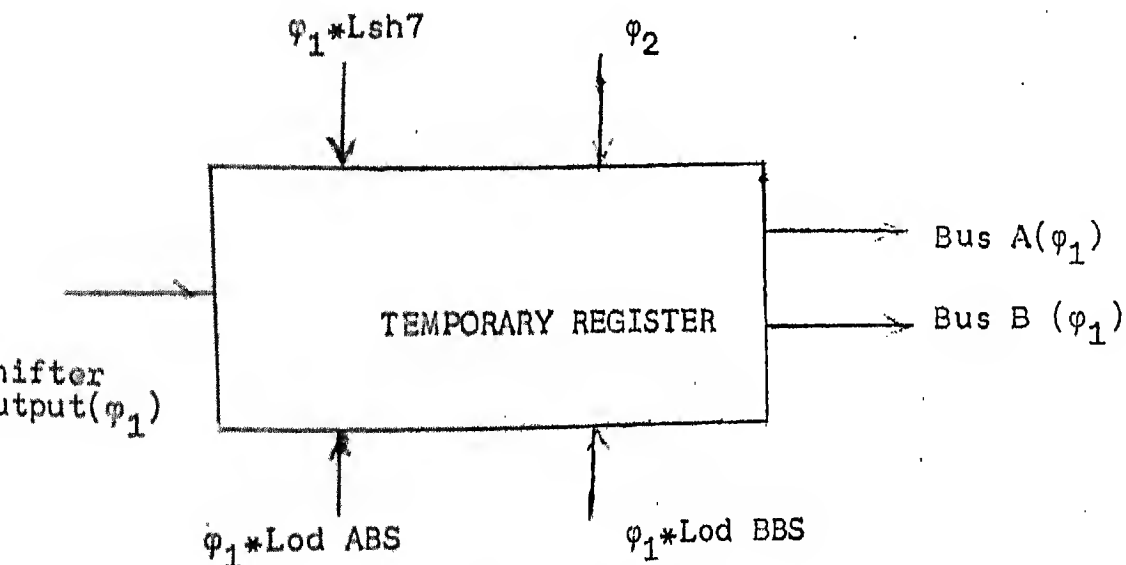 φ₁*Lsh7
φ₂
Bus A(φ₁)
TEMPORARY REGISTER
Bus B (φ₁)
hifter
utput(φ₁)
φ₁*Lod ABS
φ₁*Lod BBS